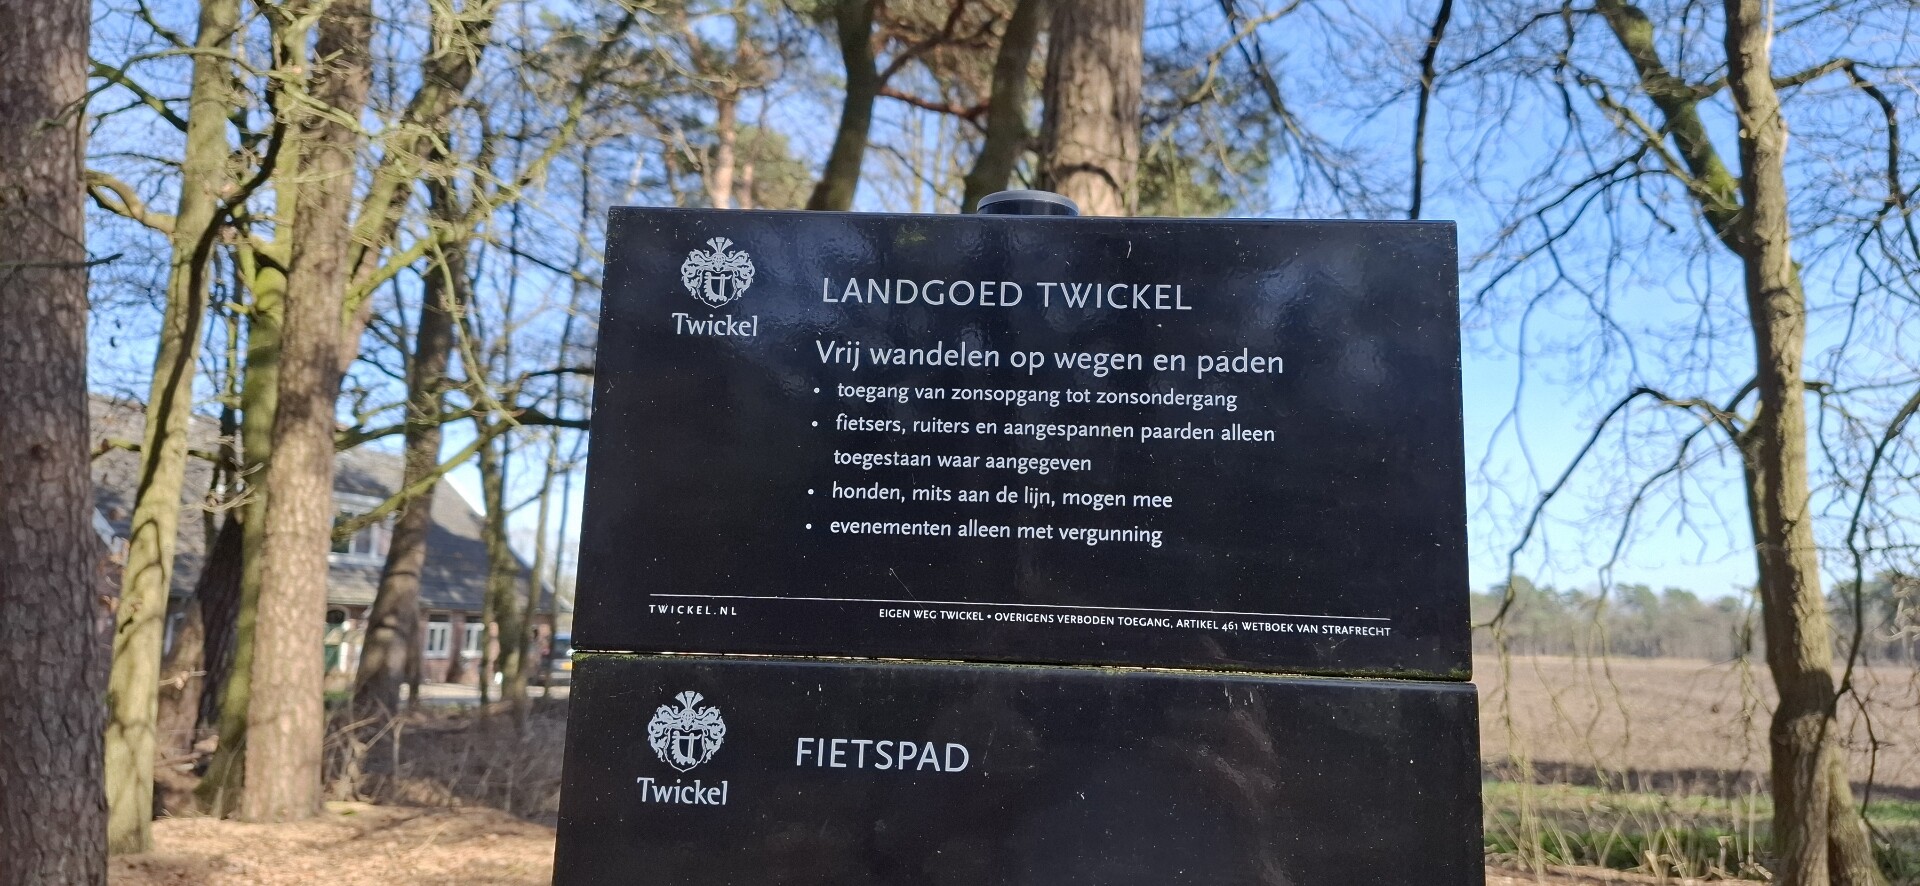 Twickel
LANDGOED TWICKEL
Vrij wandelen op wegen en paden
• toegang van zonsopgang tot zonsondergang
• fietsers, ruiters en aangespannen paarden alleen
toegestaan waar aangegeven
• honden, mits aan de lijn, mogen mee
• evenementen alleen met vergunning
TWICKEL.NL
EIGEN WEG TWICKEL • OVERIGENS VERBODEN TOEGANG, ARTIKEL 461 WETBOEK VAN STRAFRECHT
Twickel
FIETSPAD